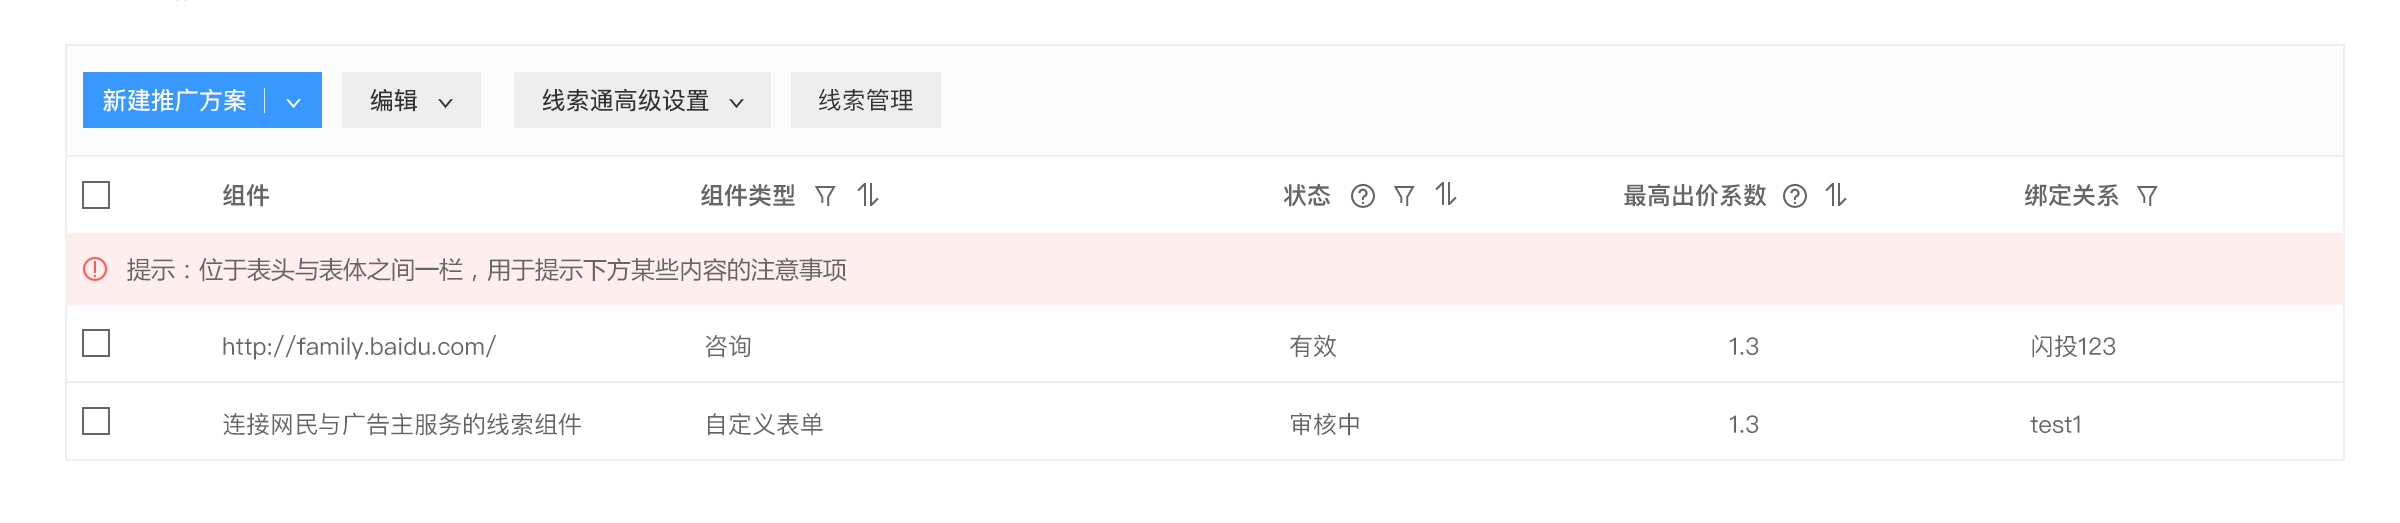 新建推广方案 编辑 线索通高级设置 线索管理
组件 组件类型 状态 最高出价系数 绑定关系
提示：位于表头与表体之间一栏，用于提示下方某些内容的注意事项
http://family.baidu.com/ 咨询 有效 1.3 闪投123
连接网民与广告主服务的线索组件 自定义表单 审核中 1.3 test1